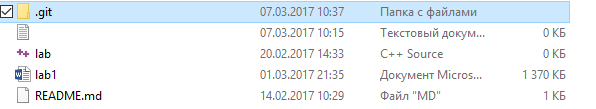 .git 07.03.2017 10:37 Папка с файлами
07.03.2017 10:15 Текстовый докум... 0 КБ
lab 20.02.2017 14:33 C++ Source 0 КБ
lab1 01.03.2017 21:35 Документ Micros... 1 370 КБ
README.md 14.02.2017 10:29 Файл "MD" 1 КБ